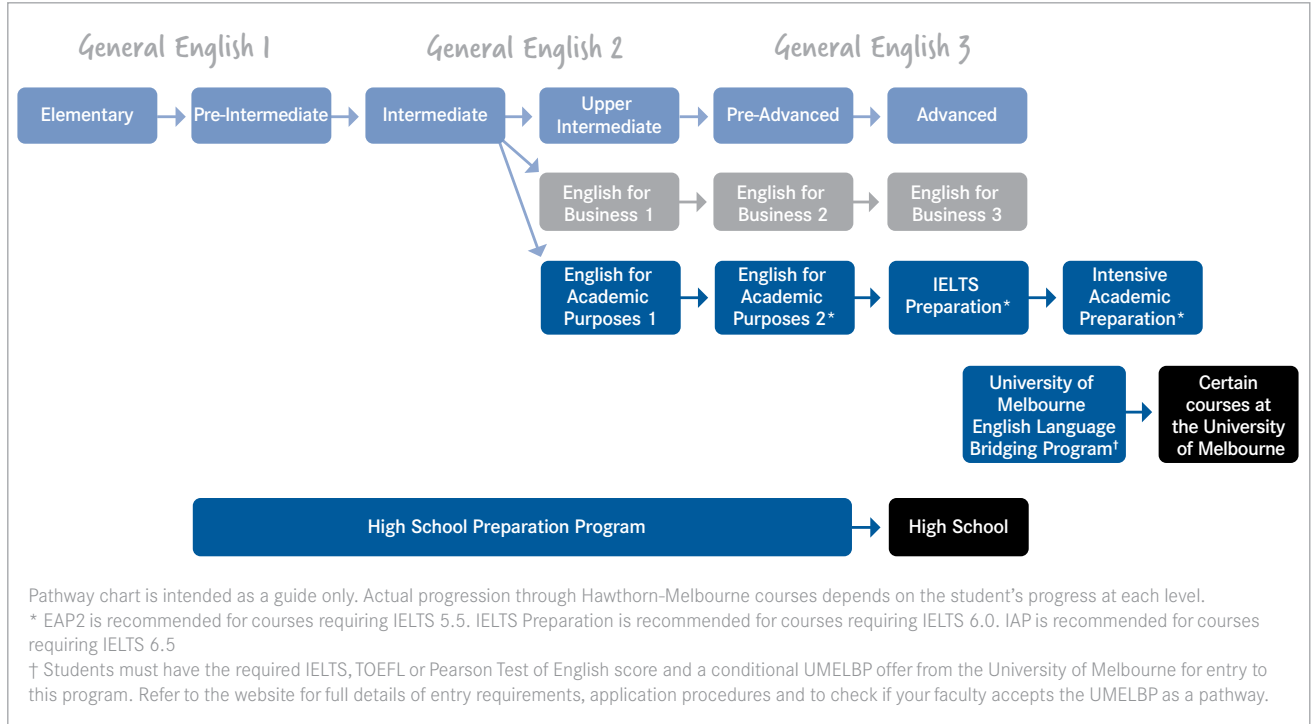 General English 1
General English 2
General English 3
Elementary
Pre-Intermediate
Intermediate
Upper
Intermediate
Pre-Advanced
Advanced
English for
Business 1
English for
Business 2
English for
Business 3
English for
Academic
Purposes 1
English for
Academic
Purposes 2*
IELTS
Preparation*
Intensive
Academic
Preparation*
University of
Melbourne
English Language
Bridging Program†
Certain
courses at
the University
of Melbourne
High School Preparation Program
High School
Pathway chart is intended as a guide only. Actual progression through Hawthorn-Melbourne courses depends on the student's progress at each level.
* EAP2 is recommended for courses requiring IELTS 5.5. IELTS Preparation is recommended for courses requiring IELTS 6.0. IAP is recommended for courses
requiring IELTS 6.5
† Students must have the required IELTS, TOEFL or Pearson Test of English score and a conditional UMELBP offer from the University of Melbourne for entry to
this program. Refer to the website for full details of entry requirements, application procedures and to check if your faculty accepts the UMELBP as a pathway.